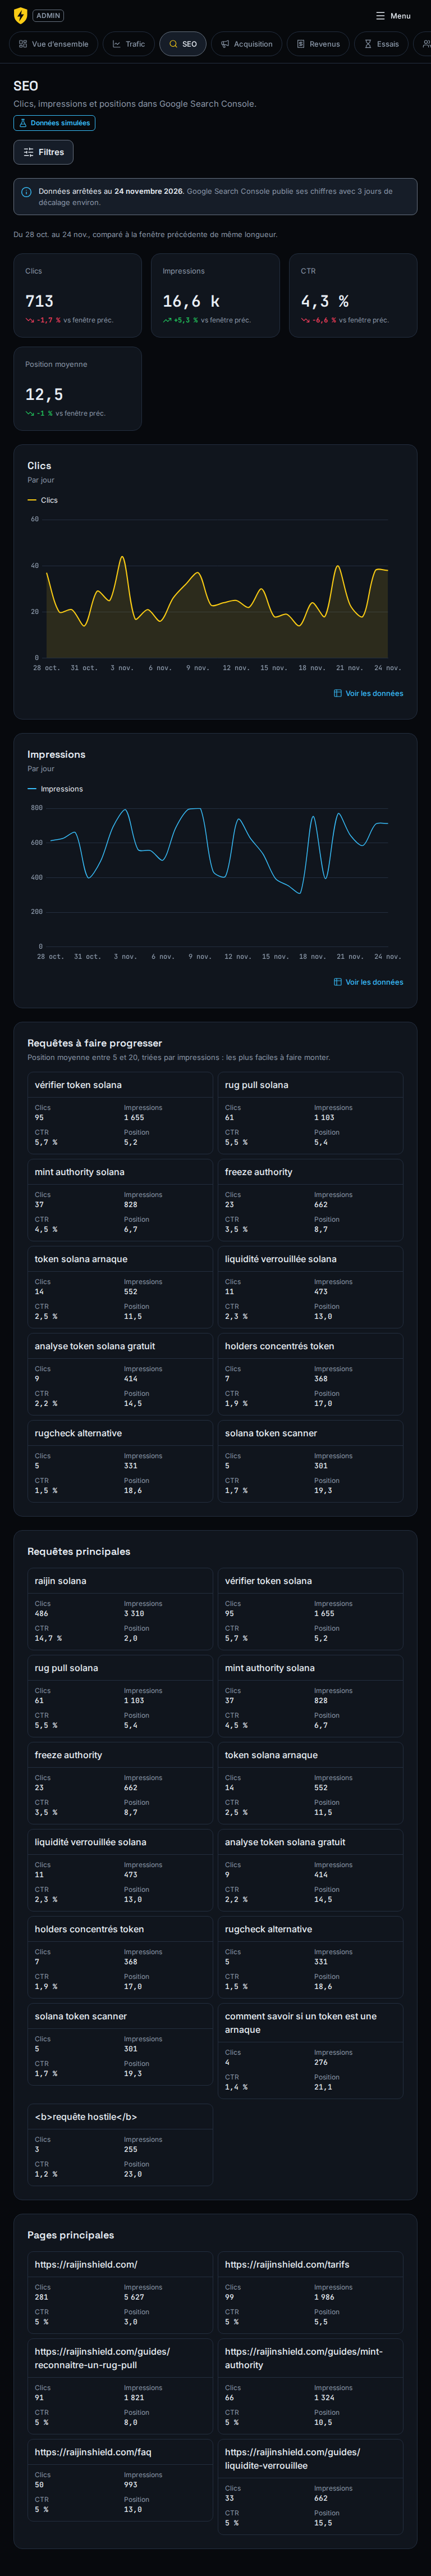 ADMIN
Menu
Vue d'ensemble
Trafic
SEO
Acquisition
Revenus
Essais
SEO
Clics, impressions et positions dans Google Search Console.
Données simulées
Filtres
Données arrêtées au 24 novembre 2026. Google Search Console publie ses chiffres avec 3 jours de
décalage environ.
Du 28 oct. au 24 nov., comparé à la fenêtre précédente de même longueur.
Clics
713
-1,7 % vs fenêtre préc.
Impressions
16,6 k
+5,3 % vs fenêtre préc.
CTR
4,3 %
-6,6 % vs fenêtre préc.
Position moyenne
12,5
-1 % vs fenêtre préc.
Clics
Par jour
Clics
60
40
20
0
28 oct. 31 oct. 3 nov. 6 nov. 9 nov. 12 nov. 15 nov. 18 nov. 21 nov. 24 nov.
Voir les données
Impressions
Par jour
Impressions
800
600
400
200
0
28 oct. 31 oct. 3 nov. 6 nov. 9 nov. 12 nov. 15 nov. 18 nov. 21 nov. 24 nov.
Voir les données
Requêtes à faire progresser
Position moyenne entre 5 et 20, triées par impressions : les plus faciles à faire monter.
vérifier token solana
Clics Impressions
95 1 655
CTR Position
5,7 % 5,2
rug pull solana
Clics Impressions
61 1 103
CTR Position
5,5 % 5,4
mint authority solana
Clics Impressions
37 828
CTR Position
4,5 % 6,7
freeze authority
Clics Impressions
23 662
CTR Position
3,5 % 8,7
token solana arnaque
Clics Impressions
14 552
CTR Position
2,5 % 11,5
liquidité verrouillée solana
Clics Impressions
11 473
CTR Position
2,3 % 13,0
analyse token solana gratuit
Clics Impressions
9 414
CTR Position
2,2 % 14,5
holders concentrés token
Clics Impressions
7 368
CTR Position
1,9 % 17,0
rugcheck alternative
Clics Impressions
5 331
CTR Position
1,5 % 18,6
solana token scanner
Clics Impressions
5 301
CTR Position
1,7 % 19,3
Requêtes principales
raijin solana
Clics Impressions
486 3 310
CTR Position
14,7 % 2,0
vérifier token solana
Clics Impressions
95 1 655
CTR Position
5,7 % 5,2
rug pull solana
Clics Impressions
61 1 103
CTR Position
5,5 % 5,4
mint authority solana
Clics Impressions
37 828
CTR Position
4,5 % 6,7
freeze authority
Clics Impressions
23 662
CTR Position
3,5 % 8,7
token solana arnaque
Clics Impressions
14 552
CTR Position
2,5 % 11,5
liquidité verrouillée solana
Clics Impressions
11 473
CTR Position
2,3 % 13,0
analyse token solana gratuit
Clics Impressions
9 414
CTR Position
2,2 % 14,5
holders concentrés token
Clics Impressions
7 368
CTR Position
1,9 % 17,0
rugcheck alternative
Clics Impressions
5 331
CTR Position
1,5 % 18,6
solana token scanner
Clics Impressions
5 301
CTR Position
1,7 % 19,3
comment savoir si un token est une
arnaque
Clics Impressions
4 276
CTR Position
1,4 % 21,1
&lt;b&gt;requête hostile&lt;/b&gt;
Clics Impressions
3 255
CTR Position
1,2 % 23,0
Pages principales
https://raijinshield.com/
Clics Impressions
281 5 627
CTR Position
5 % 3,0
https://raijinshield.com/tarifs
Clics Impressions
99 1 986
CTR Position
5 % 5,5
https://raijinshield.com/guides/
reconnaitre-un-rug-pull
Clics Impressions
91 1 821
CTR Position
5 % 8,0
https://raijinshield.com/guides/mint-
authority
Clics Impressions
66 1 324
CTR Position
5 % 10,5
https://raijinshield.com/faq
Clics Impressions
50 993
CTR Position
5 % 13,0
https://raijinshield.com/guides/
liquidite-verrouillee
Clics Impressions
33 662
CTR Position
5 % 15,5